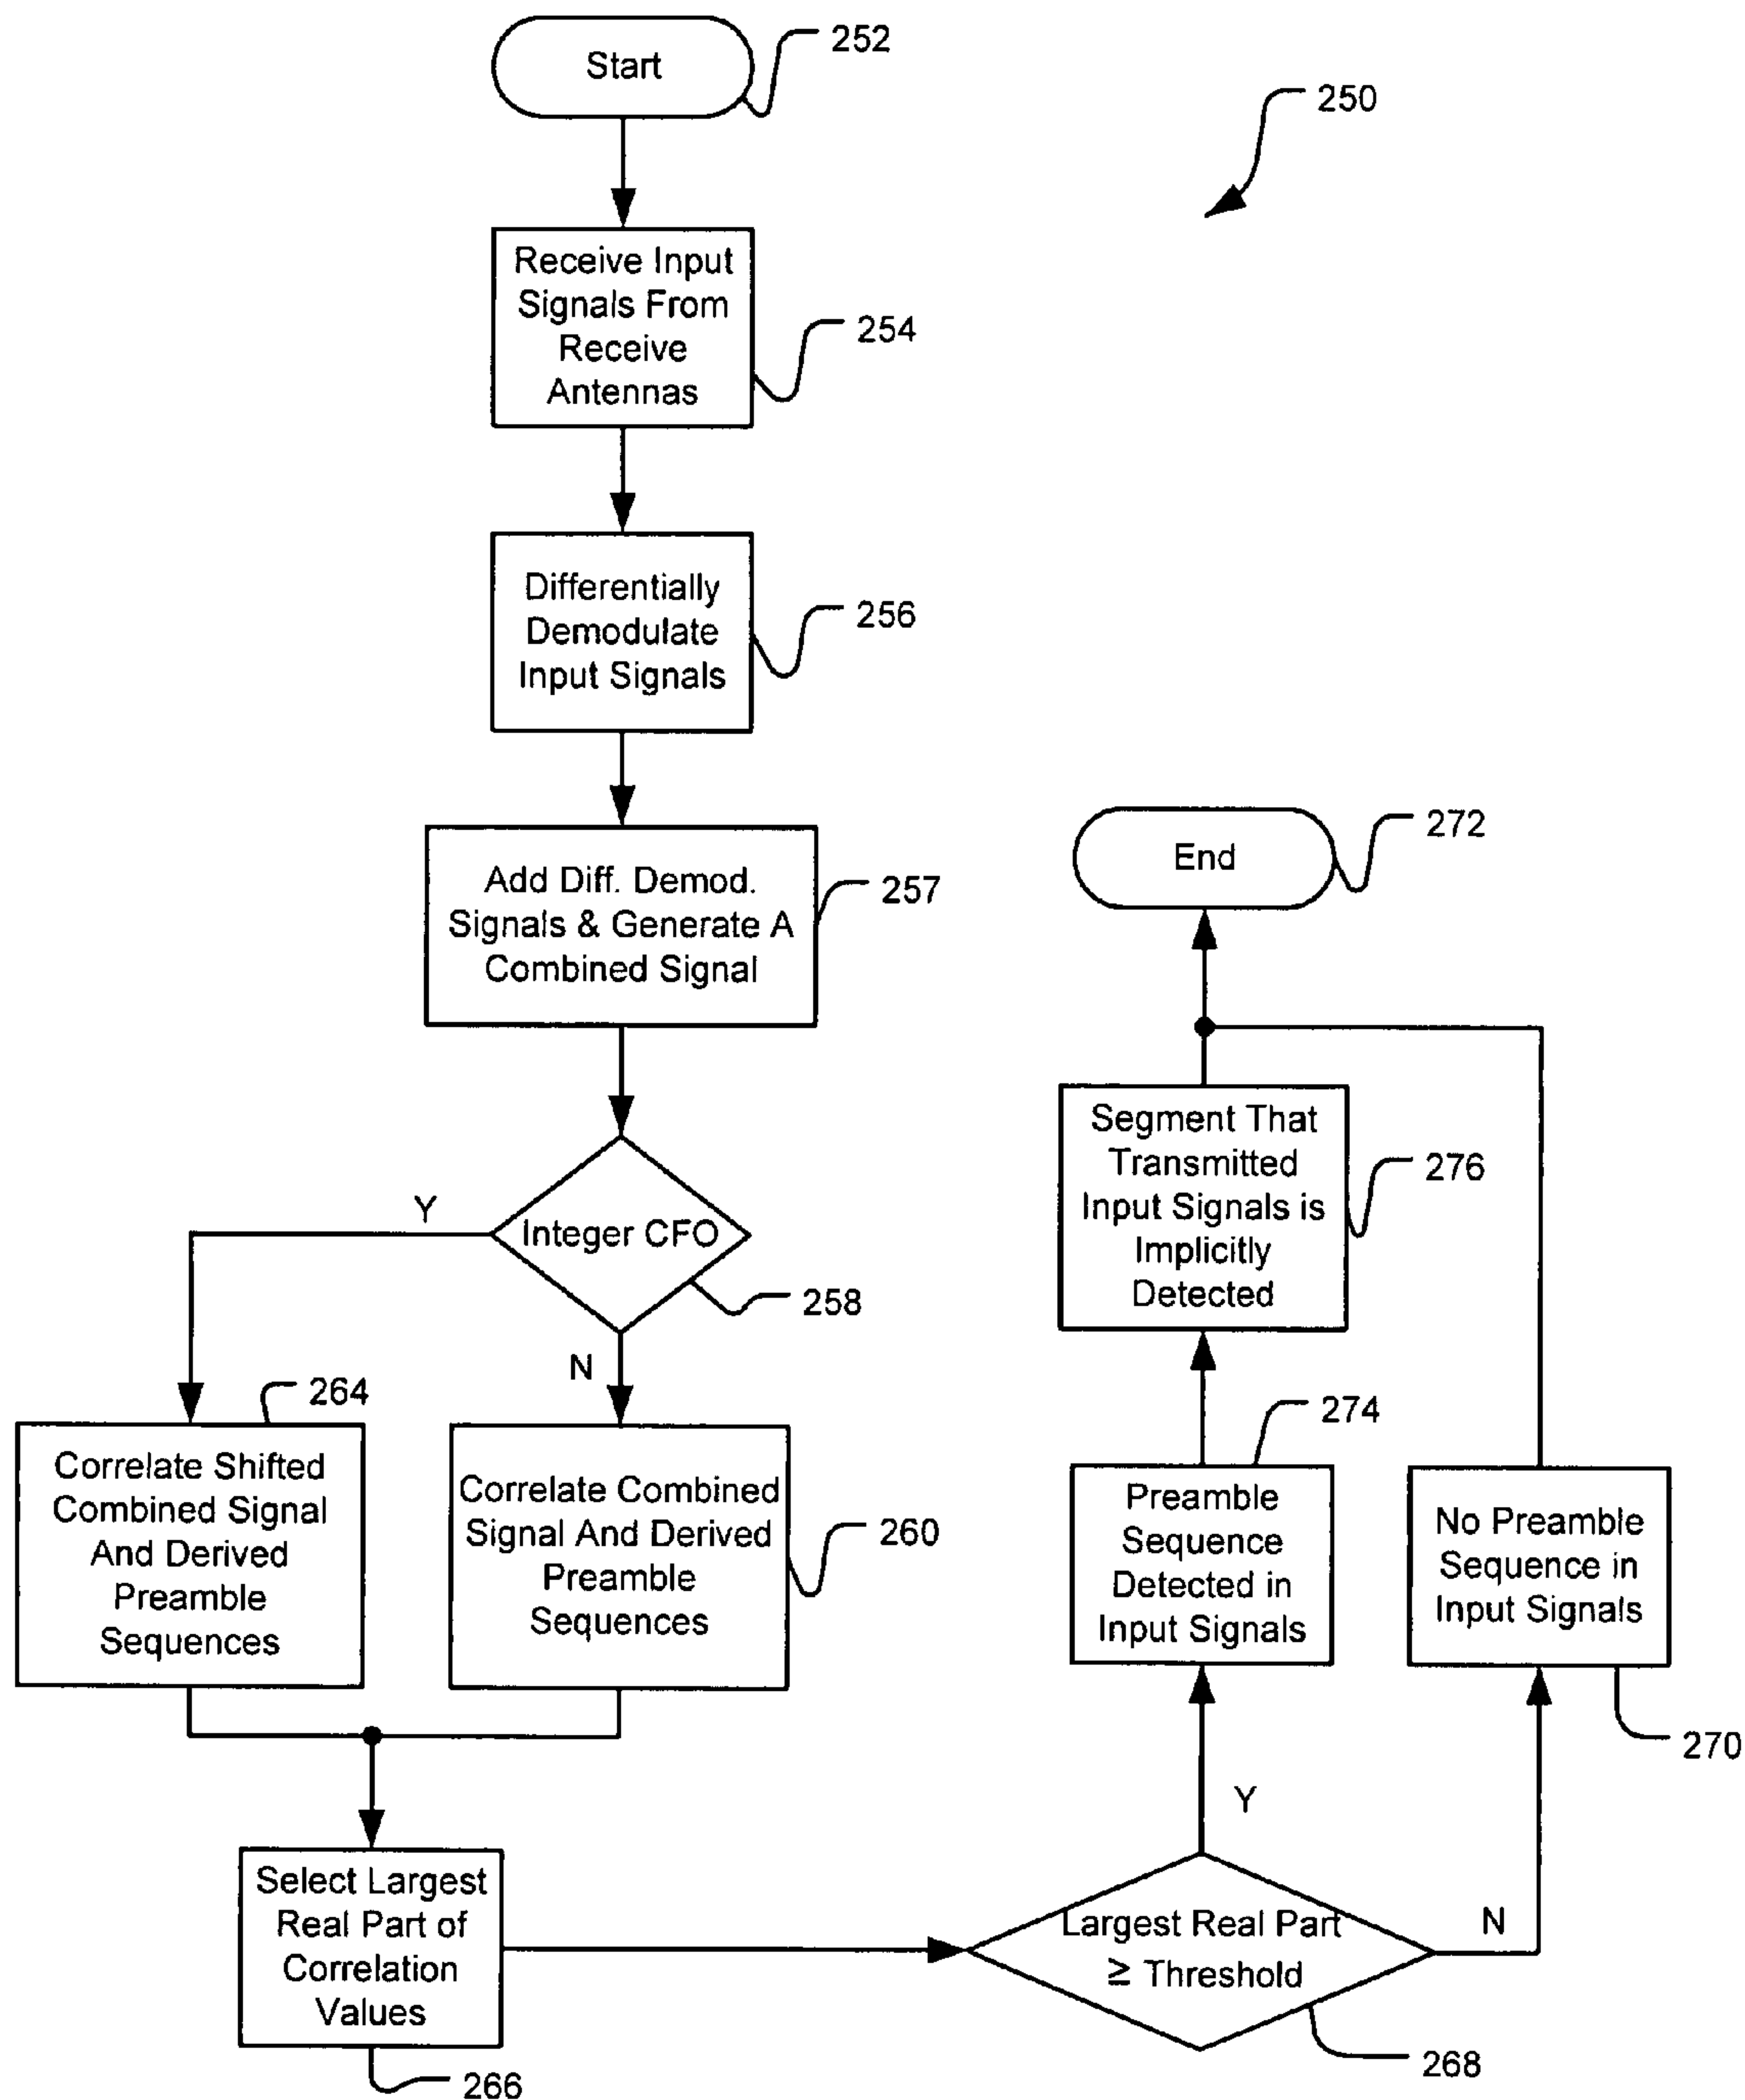 Start
252
250
Receive Input
Signals From
Receive
Antennas
254
Differentially
Demodulate
Input Signals
256
Add Diff. Demod.
Signals & Generate A
Combined Signal
257
End
272
Integer CFO
Y
N
258
Segment That
Transmitted
Input Signals is
Implicitly
Detected
276
264
Correlate Shifted
Combined Signal
And Derived
Preamble
Sequences
Correlate Combined
Signal And Derived
Preamble
Sequences
260
274
Preamble
Sequence
Detected in
Input Signals
No Preamble
Sequence in
Input Signals
270
Select Largest
Real Part of
Correlation
Values
266
Y
Largest Real Part
≥ Threshold
N
268